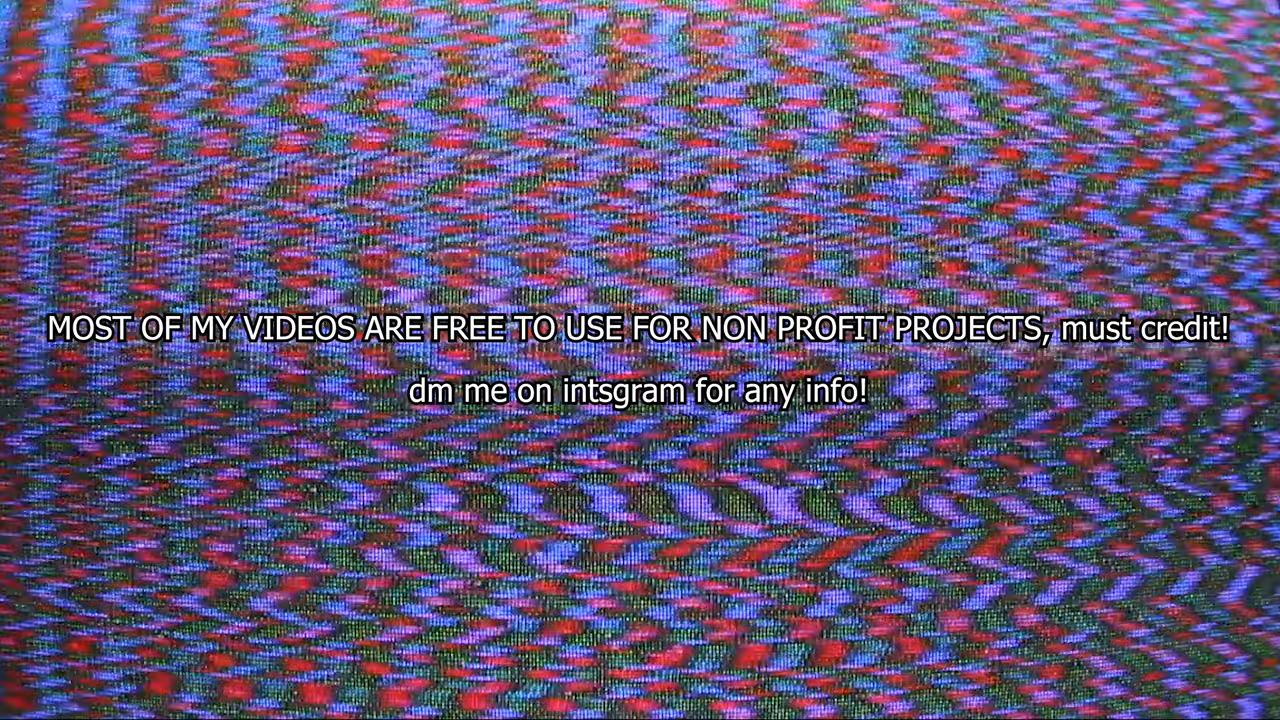 MOST OF MY VIDEOS ARE FREE TO USE FOR NON PROFIT PROJECTS, must credit!
dm me on intsgram for any info!